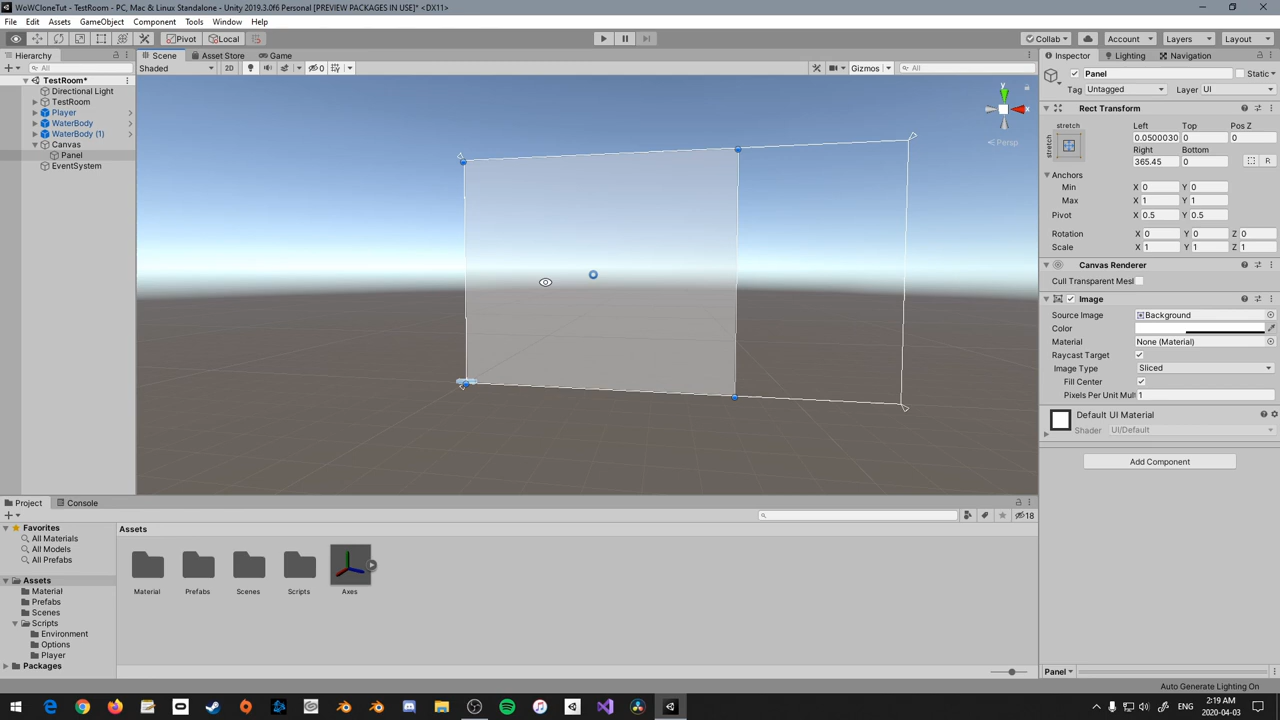 WoWCloneTut - TestRoom - PC, Mac & Linux Standalone - Unity 2019.3.0f6 Personal [PREVIEW PACKAGES IN USE]* <DX11>
File Edit Assets GameObject Component Tools Window Help
Pivot Local Collab Account Layers Layout
Hierarchy Scene Asset Store Game Inspector Lighting Navigation
All Shaded 2D 0 Gizmos All Panel Static
TestRoom* Tag Untagged Layer UI
Directional Light
TestRoom
Player
WaterBody
WaterBody (1)
Canvas
Panel
EventSystem
y
x
Persp
Rect Transform
stretch Left Top Pos Z
stretch 0.0500030 0 0
Right Bottom
365.45 0 R
Anchors
Min X 0 Y 0
Max X 1 Y 1
Pivot X 0.5 Y 0.5
Rotation X 0 Y 0 Z 0
Scale X 1 Y 1 Z 1
Canvas Renderer
Cull Transparent Mesl
Image
Source Image Background
Color
Material None (Material)
Raycast Target
Image Type Sliced
Fill Center
Pixels Per Unit Mult 1
Default UI Material
Shader UI/Default
Add Component
Project Console
18
Favorites
All Materials
All Models
All Prefabs
Assets
Material
Prefabs
Scenes
Scripts
Environment
Options
Player
Packages
Assets
Material Prefabs Scenes Scripts Axes
Panel
Auto Generate Lighting On
ENG 2:19 AM
2020-04-03